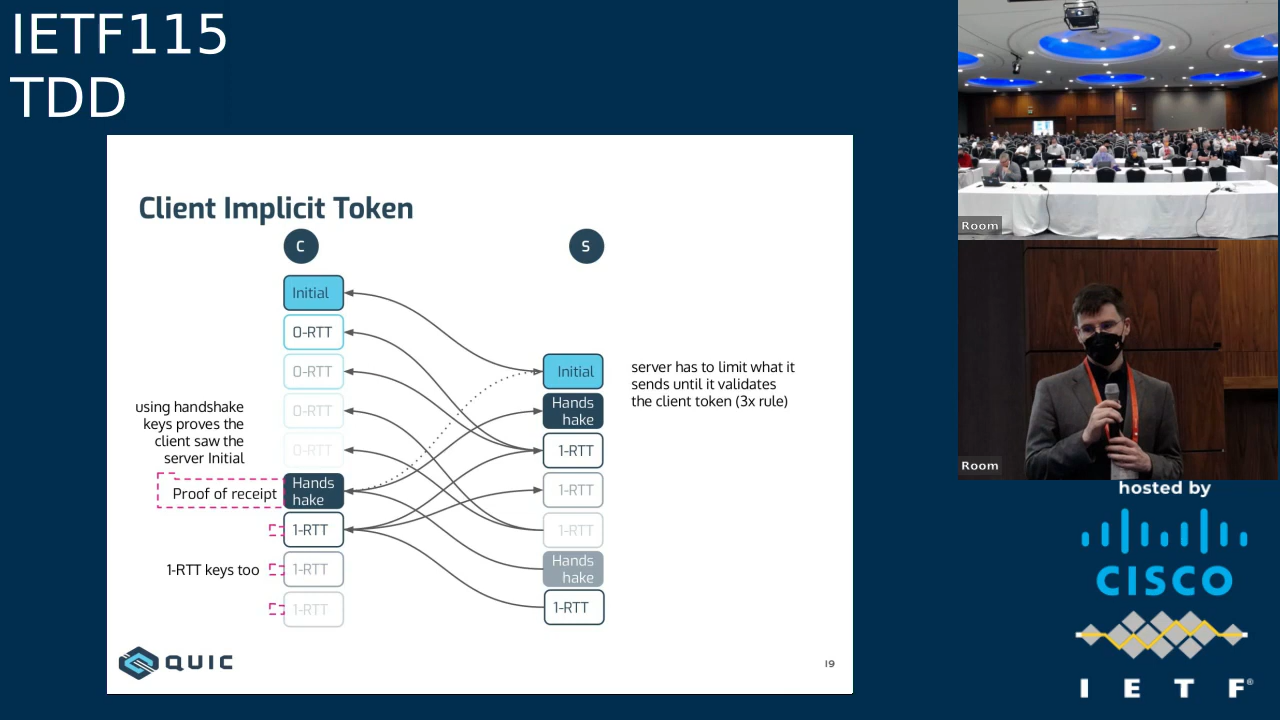 IETF115
TDD
Client Implicit Token
C
S
Initial
0-RTT
0-RTT
0-RTT
0-RTT
Hands
hake
1-RTT
1-RTT
1-RTT
Initial
Hands
hake
1-RTT
1-RTT
1-RTT
Hands
hake
1-RTT
server has to limit what it
sends until it validates
the client token (3x rule)
using handshake
keys proves the
client saw the
server Initial
Proof of receipt
1-RTT keys too
QUIC
19
Room
Room
hosted by
CISCO
I E T F®